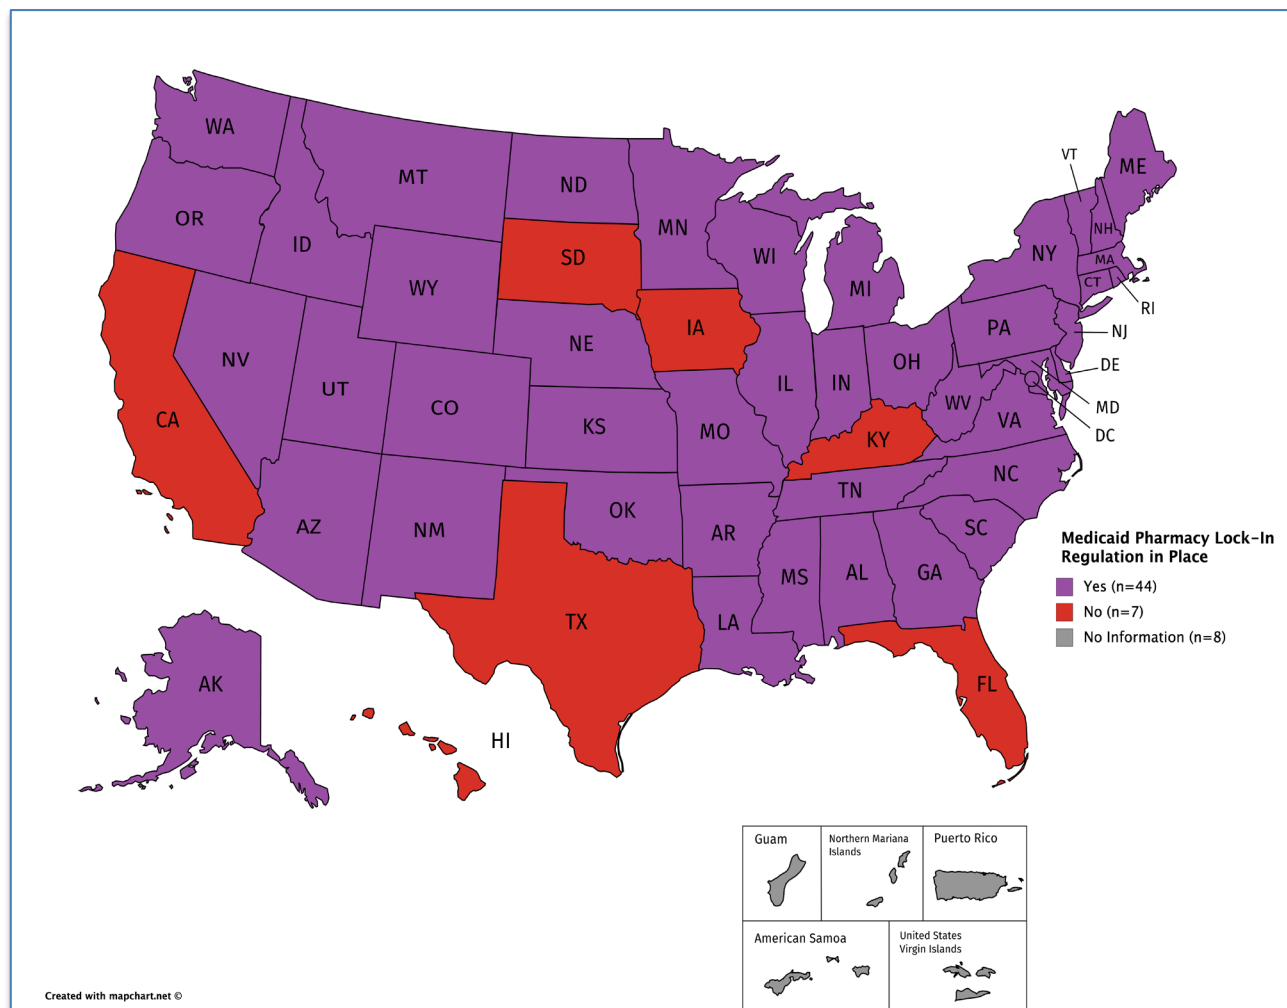 WA
MT
ND
MN
VT
ME
OR
ID
SD
WI
NY
NH
MA
CT
RI
WY
MI
IA
PA
NJ
NE
NV
UT
CO
IL
IN
OH
DE
WV
MD
DC
CA
KS
MO
KY
VA
NC
TN
AZ
NM
OK
AR
SC
MS
AL
GA
LA
TX
FL
AK
HI
Medicaid Pharmacy Lock-In
Regulation in Place
Yes (n=44)
No (n=7)
No Information (n=8)
Guam
Northern Mariana
Islands
Puerto Rico
American Samoa
United States
Virgin Islands
Created with mapchart.net ©